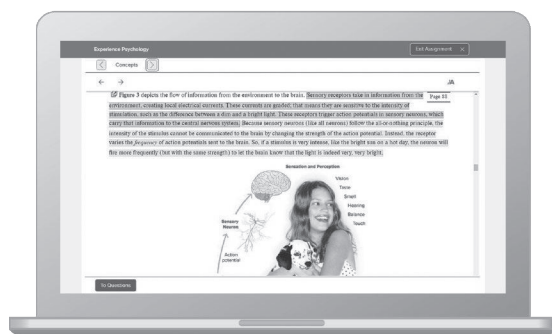 Experience Psychology
Exit Assignment X
< Concepts >
← → AA
Figure 3 depicts the flow of information from the environment to the brain. Sensory receptors take in information from the
Page 53
environment, creating local electrical currents. These currents are graded; that means they are sensitive to the intensity of
stimulation, such as the difference between a dim and a bright light. These receptors trigger action potentials in sensory neurons, which
carry that information to the central nervous system. Because sensory neurons (like all neurons) follow the all-or-nothing principle, the
intensity of the stimulus cannot be communicated to the brain by changing the strength of the action potential. Instead, the receptor
varies the frequency of action potentials sent to the brain. So, if a stimulus is very intense, like the bright sun on a hot day, the neuron will
fire more frequently (but with the same strength) to let the brain know that the light is indeed very, very bright.
Sensation and Perception
Vision
Taste
Smell
Hearing
Balance
Touch
Sensory
Neuron
Action
potential
To Questions